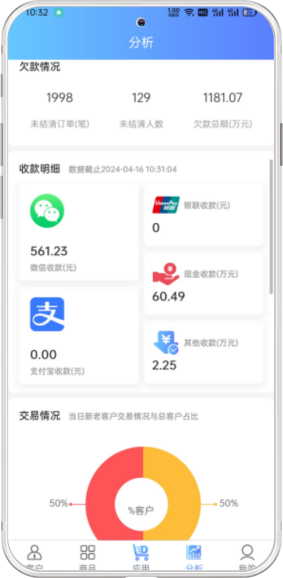 10:32
分析
欠款情况
1998 129 1181.07
未结清订单(笔) 未结清人数 欠款总额(万元)
收款明细 数据截止2024-04-16 10:31:04
561.23
微信收款(元)
UnionPay 银联 银联收款(元)
0
现金收款(万元)
60.49
支
0.00
支付宝收款(元)
其他收款(万元)
2.25
交易情况 当日新老客户交易情况与总客户占比
50% %客户 50%
客户 商品 应用 分析 我的